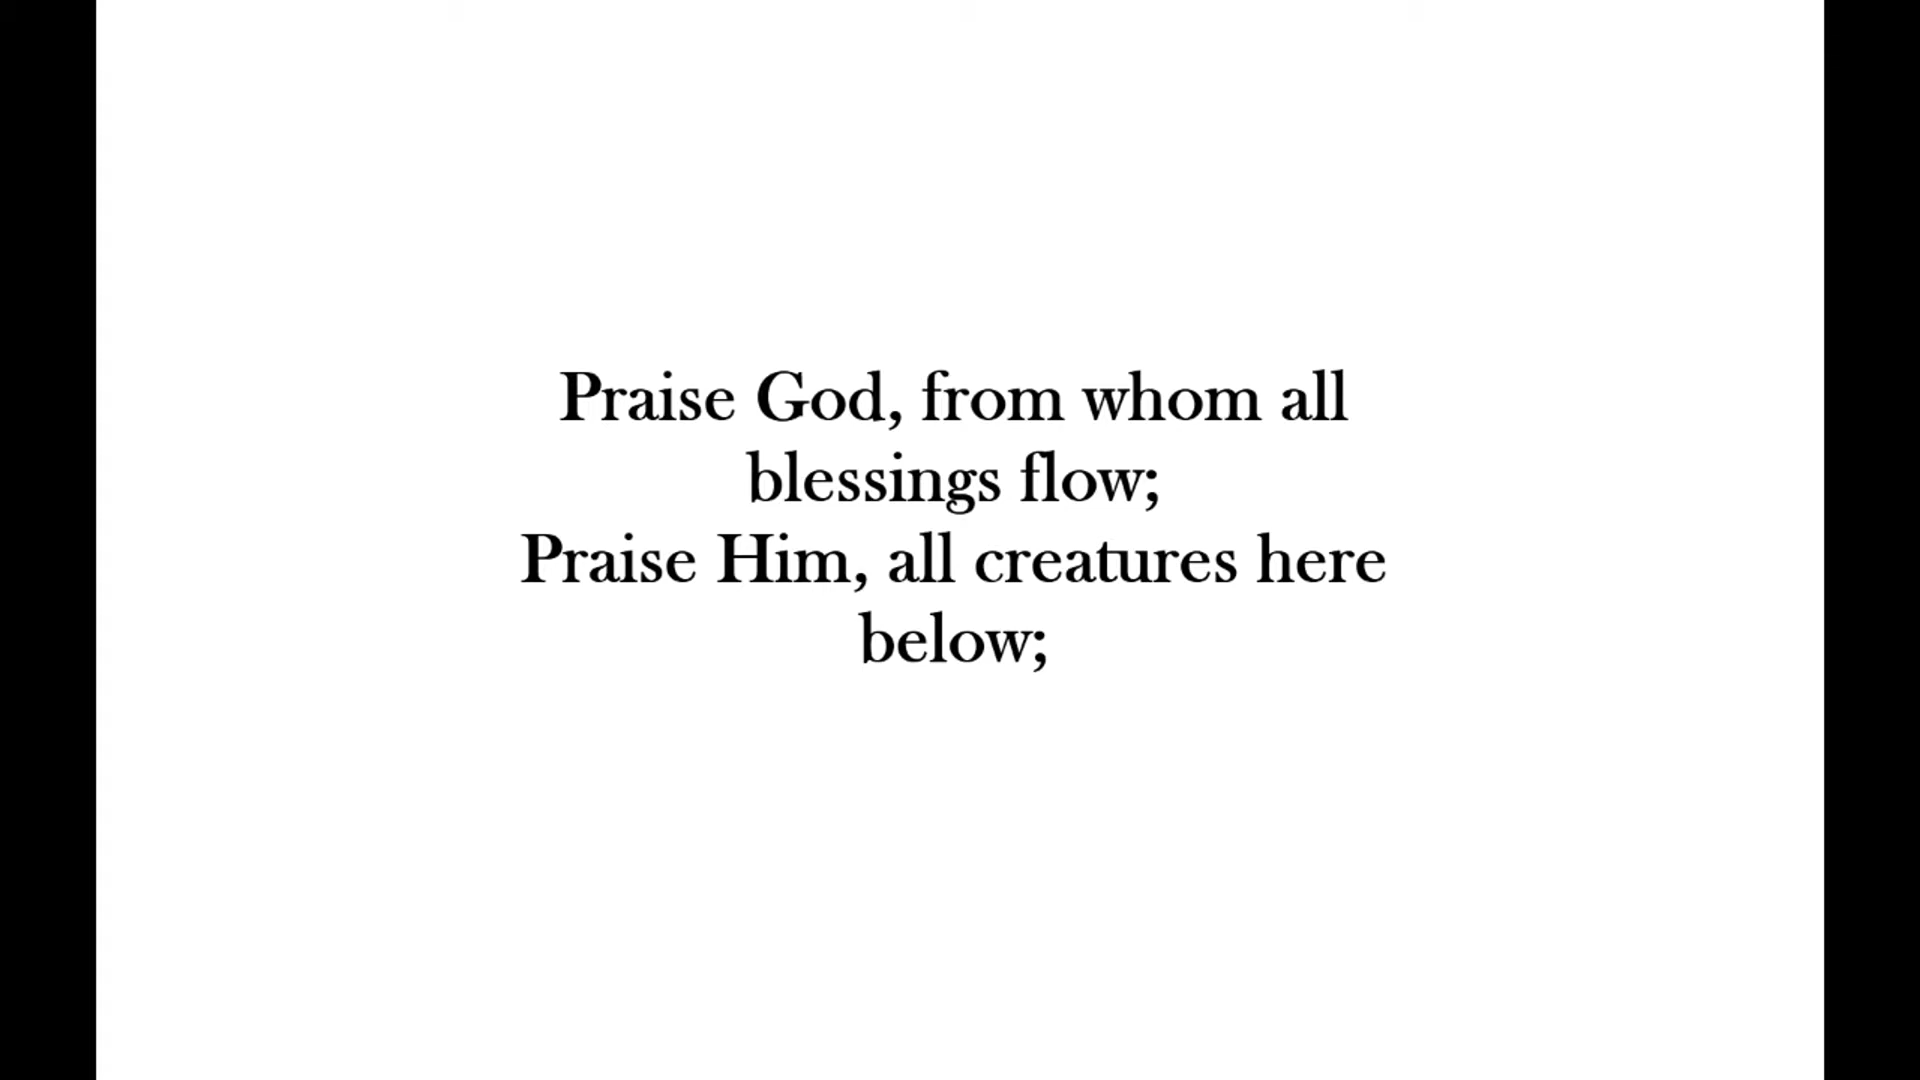 Praise God, from whom all
blessings flow;
Praise Him, all creatures here
below;